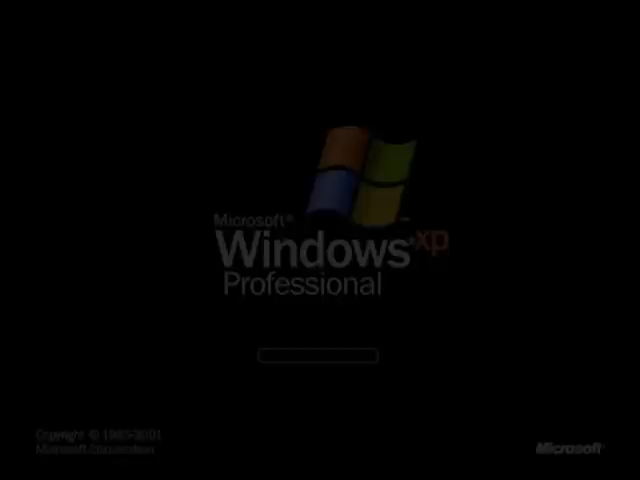 Microsoft®
Windows xp
Professional
Copyright © 1985-2001
Microsoft Corporation
Microsoft